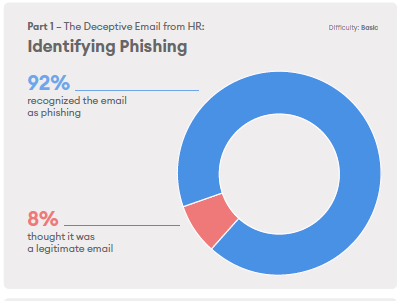 Part 1 – The Deceptive Email from HR:
Difficulty: Basic
Identifying Phishing
92%
recognized the email
as phishing
8%
thought it was
a legitimate email